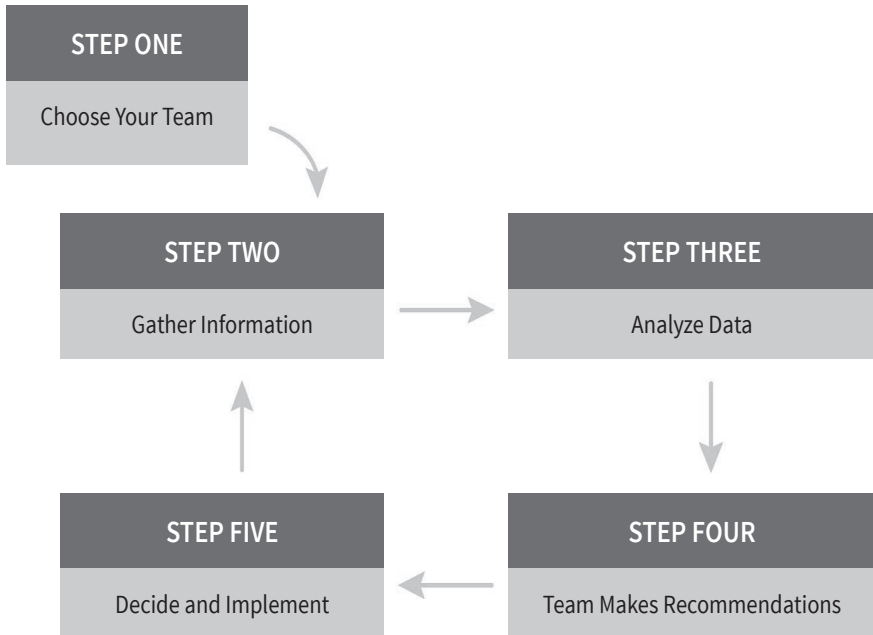 STEP ONE
Choose Your Team
STEP TWO
Gather Information
STEP THREE
Analyze Data
STEP FOUR
Team Makes Recommendations
STEP FIVE
Decide and Implement